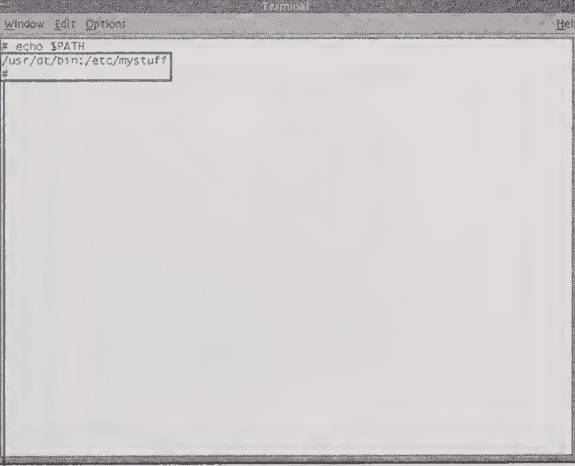 Terminal
Window Edit Options Help
# echo $PATH
/usr/dt/bin:/etc/mystuff
#